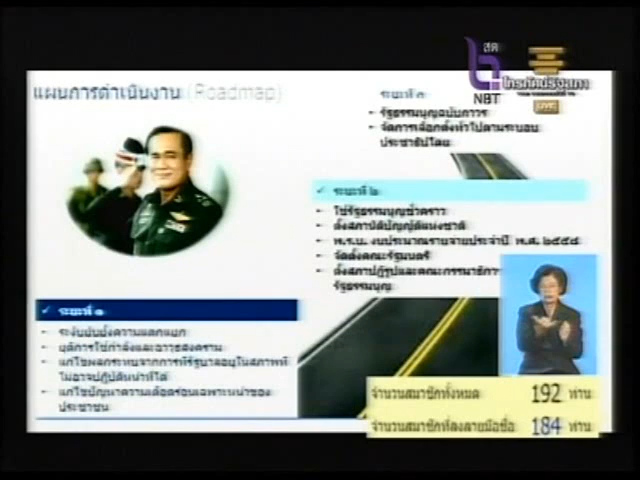 สด
NBT
LIVE
แผนการดำเนินงาน (Roadmap)
ระยะที่ ๓
- รัฐธรรมนูญฉบับถาวร
- จัดการเลือกตั้งทั่วไปตามระบอบ
ประชาธิปไตย
✓ ระยะที่ ๒
- ใช้รัฐธรรมนูญชั่วคราว
- ตั้งสภานิติบัญญัติแห่งชาติ
- พ.ร.บ. งบประมาณรายจ่ายประจำปี พ.ศ. ๒๕๕๘
- จัดตั้งคณะรัฐมนตรี
- ตั้งสภาปฏิรูปและคณะกรรมาธิการ
รัฐธรรมนูญ
✓ ระยะที่ ๑
- ระงับยับยั้งความแตกแยก
- ยุติการใช้กำลังและอาวุธสงคราม
- แก้ไขผลกระทบจากการที่รัฐบาลอยู่ในสภาพที่
ไม่อาจปฏิบัติหน้าที่ได้
- แก้ไขปัญหาความเดือดร้อนเฉพาะหน้าของ
ประชาชน
จำนวนสมาชิกทั้งหมด 192 ท่าน
จำนวนสมาชิกที่ลงลายมือชื่อ 184 ท่าน